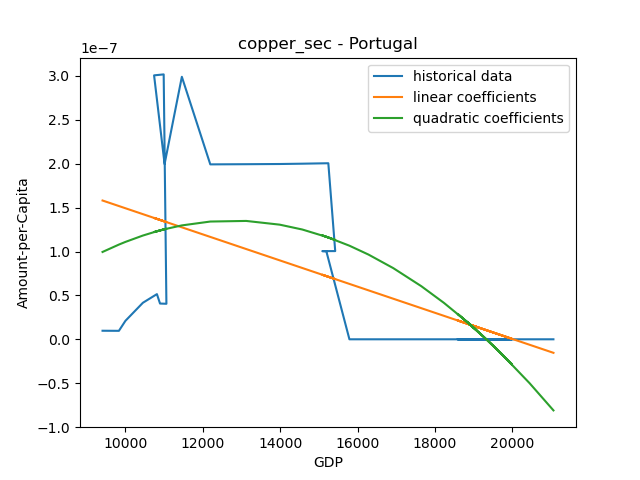 copper_sec - Portugal
1e−7
historical data
linear coefficients
quadratic coefficients
Amount-per-Capita
3.0
2.5
2.0
1.5
1.0
0.5
0.0
−0.5
−1.0
10000 12000 14000 16000 18000 20000
GDP